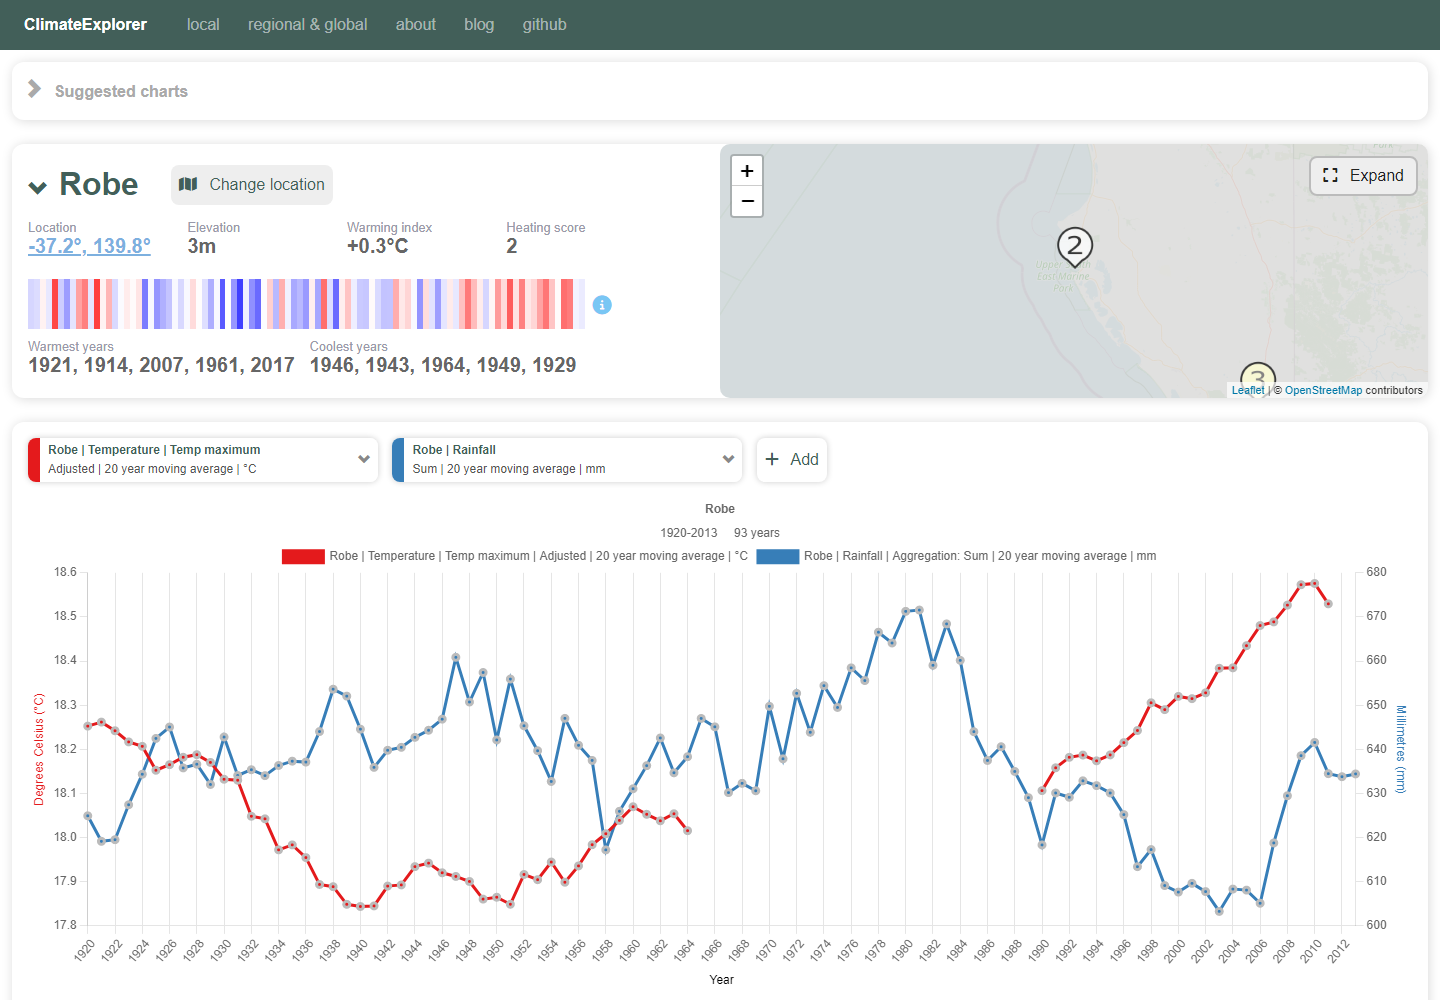 ClimateExplorer local regional & global about blog github
Suggested charts
Robe Change location
Location Elevation Warming index Heating score
-37.2°, 139.8° 3m +0.3°C 2
Warmest years Coolest years
1921, 1914, 2007, 1961, 2017 1946, 1943, 1964, 1949, 1929
+
−
Expand
2
Upper South
East Marine
Park
Park
3
Leaflet | © OpenStreetMap contributors
Robe | Temperature | Temp maximum
Adjusted | 20 year moving average | °C
Robe | Rainfall
Sum | 20 year moving average | mm
+ Add
Robe
1920-2013 93 years
Robe | Temperature | Temp maximum | Adjusted | 20 year moving average | °C Robe | Rainfall | Aggregation: Sum | 20 year moving average | mm
18.6 680
18.5 670
18.4 660
18.3 650
18.2 640
18.1 630
18.0 620
17.9 610
17.8 600
Degrees Celsius (°C)
Millimetres (mm)
1920 1922 1924 1926 1928 1930 1932 1934 1936 1938 1940 1942 1944 1946 1948 1950 1952 1954 1956 1958 1960 1962 1964 1966 1968 1970 1972 1974 1976 1978 1980 1982 1984 1986 1988 1990 1992 1994 1996 1998 2000 2002 2004 2006 2008 2010 2012
Year